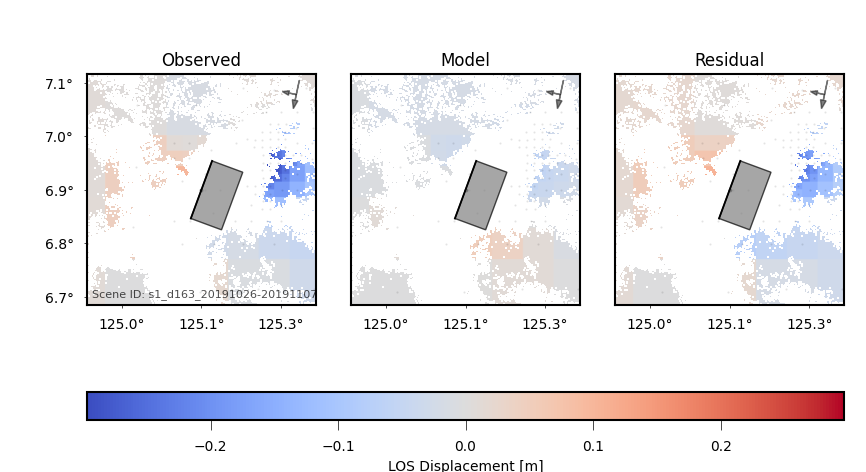 Observed Model Residual
7.1°
7.0°
6.9°
6.8°
6.7°
Scene ID: s1_d163_20191026-20191107
125.0° 125.1° 125.3° 125.0° 125.1° 125.3° 125.0° 125.1° 125.3°
−0.2 −0.1 0.0 0.1 0.2
LOS Displacement [m]